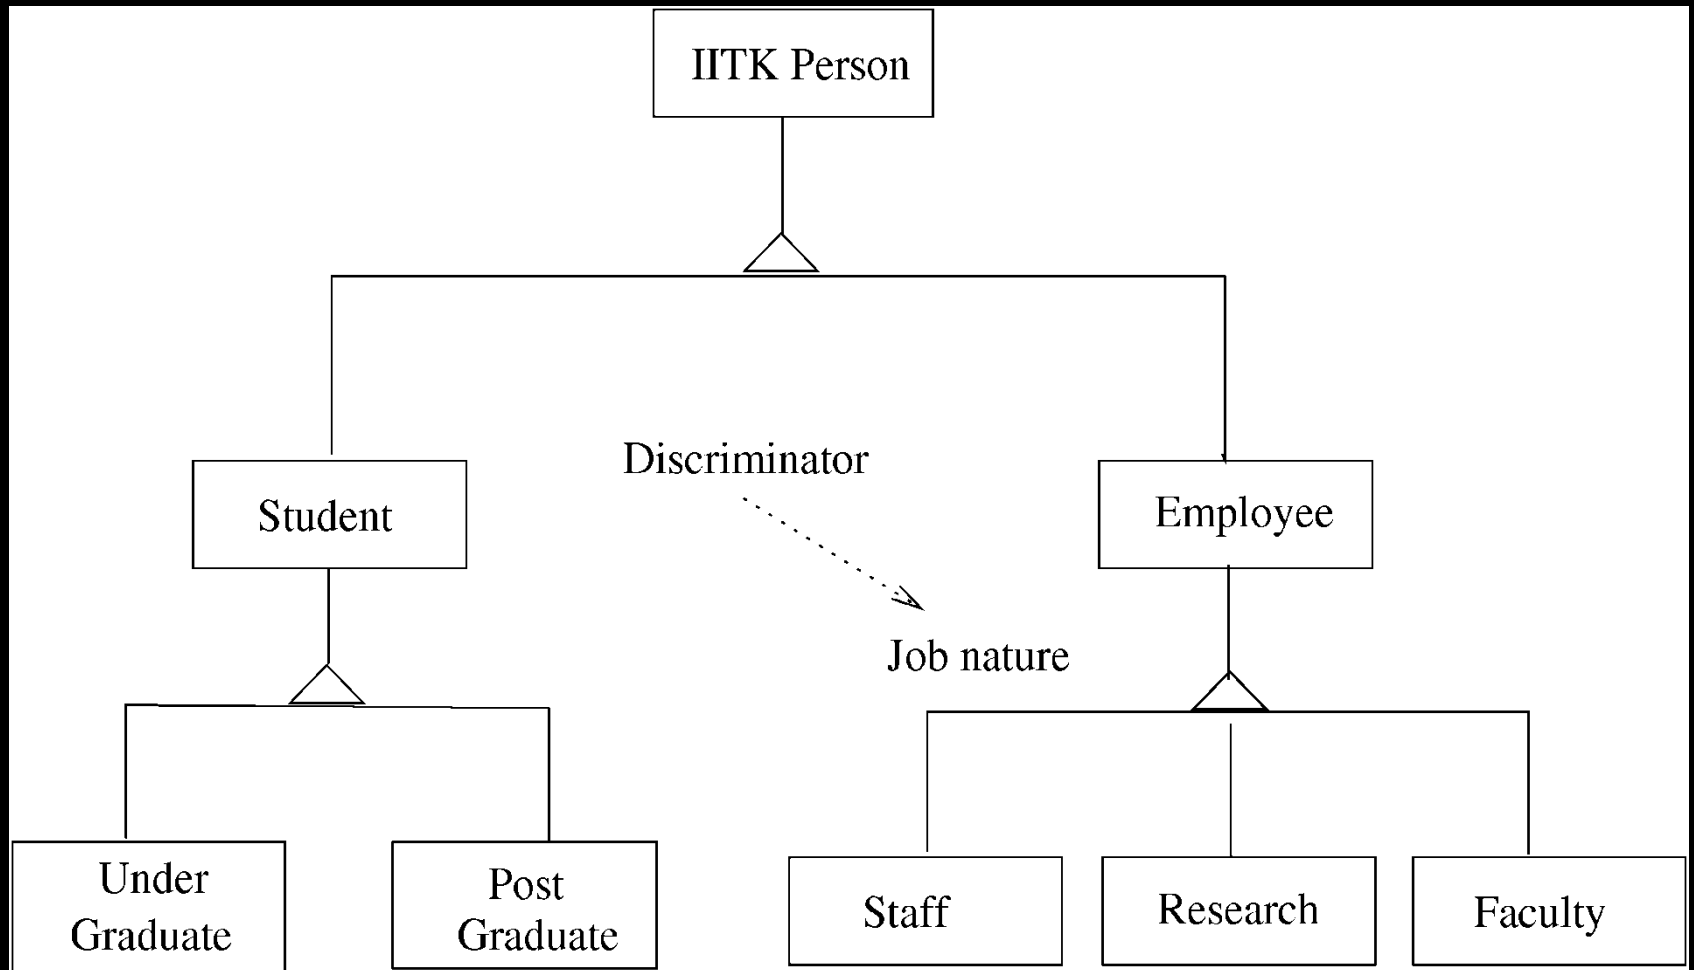 IITK Person
Discriminator
Student
Employee
Job nature
Under
Graduate
Post
Graduate
Staff
Research
Faculty